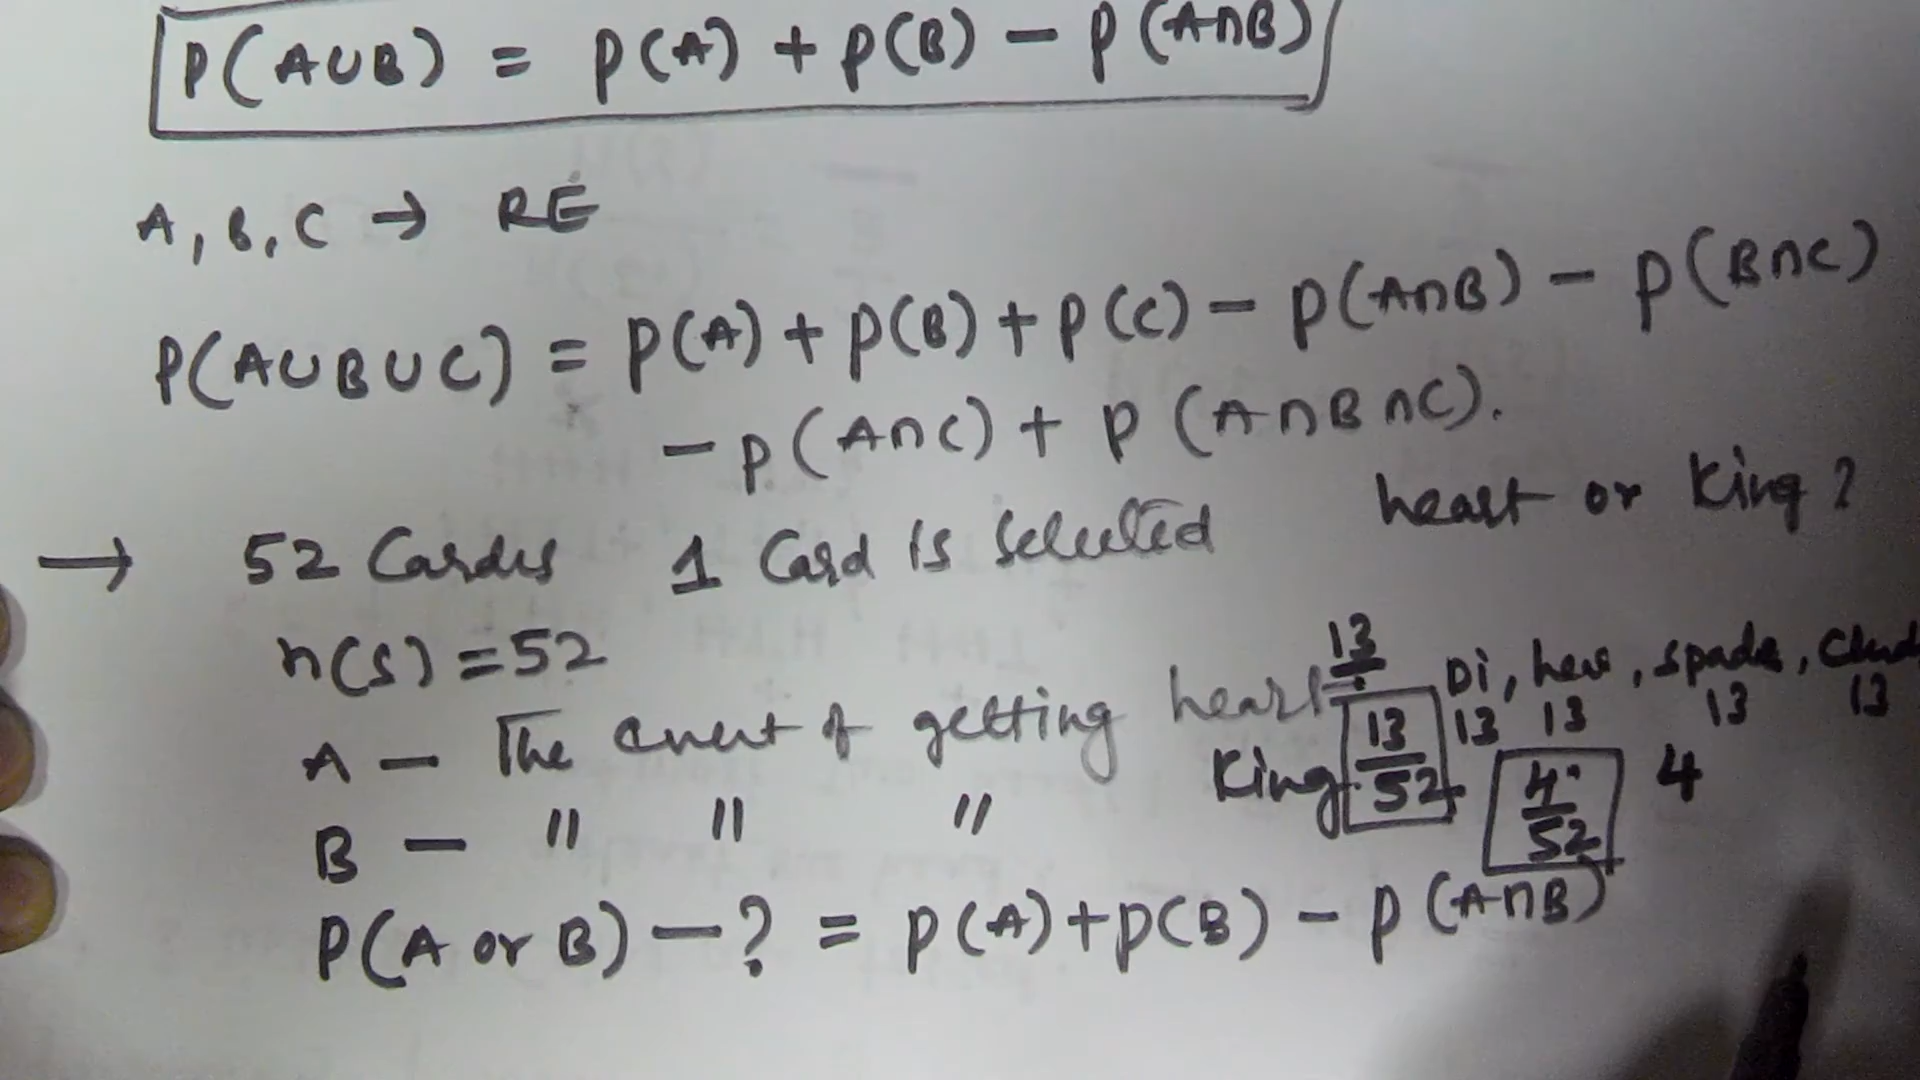 P(A∪B) = P(A) + P(B) - P(A∩B)
A, B, C → RE
P(A∪B∪C) = P(A) + P(B) + P(C) - P(A∩B) - P(B∩C)
- P(A∩C) + P(A∩B∩C).
→ 52 Cards 1 Card is Selected heart or King?
n(S) = 52
A - The event of getting heart 13 Di, hea, spade,
13/52 13 13 13 13
B - " " " King 4/52 4
P(A or B) - ? = P(A) + P(B) - P(A∩B)